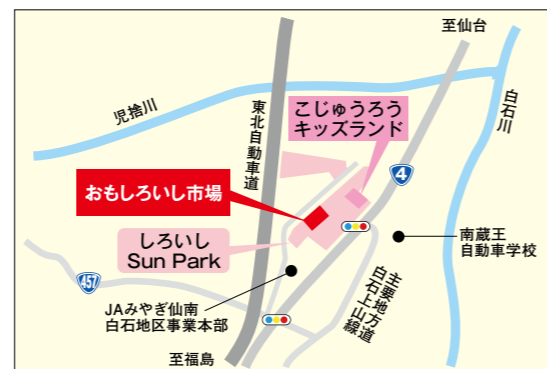 至仙台
児捨川
東北自動車道
こじゅうろう
キッズランド
白石川
4
おもしろいし市場
しろいし
Sun Park
南蔵王
自動車学校
457
JAみやぎ仙南
白石地区事業本部
主要地方道
白石上山線
至福島